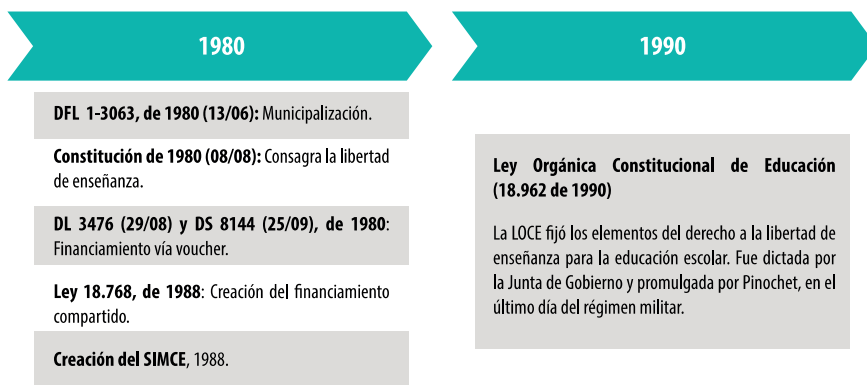 1980
DFL 1-3063, de 1980 (13/06): Municipalización.
Constitución de 1980 (08/08): Consagra la libertad
de enseñanza.
DL 3476 (29/08) y DS 8144 (25/09), de 1980:
Financiamiento vía voucher.
Ley 18.768, de 1988: Creación del financiamiento
compartido.
Creación del SIMCE, 1988.
1990
Ley Orgánica Constitucional de Educación
(18.962 de 1990)
La LOCE fijó los elementos del derecho a la libertad de
enseñanza para la educación escolar. Fue dictada por
la Junta de Gobierno y promulgada por Pinochet, en el
último día del régimen militar.